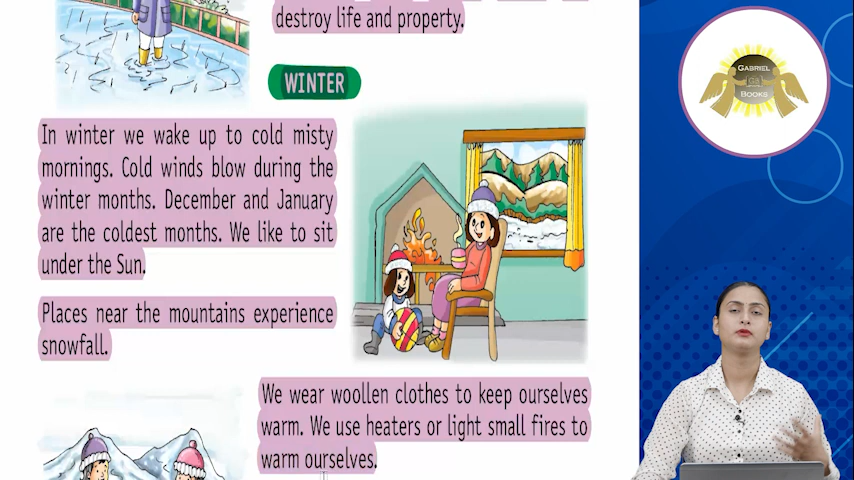 destroy life and property.
WINTER
In winter we wake up to cold misty
mornings. Cold winds blow during the
winter months. December and January
are the coldest months. We like to sit
under the Sun.
Places near the mountains experience
snowfall.
We wear woollen clothes to keep ourselves
warm. We use heaters or light small fires to
warm ourselves.
GABRIEL
BOOKS